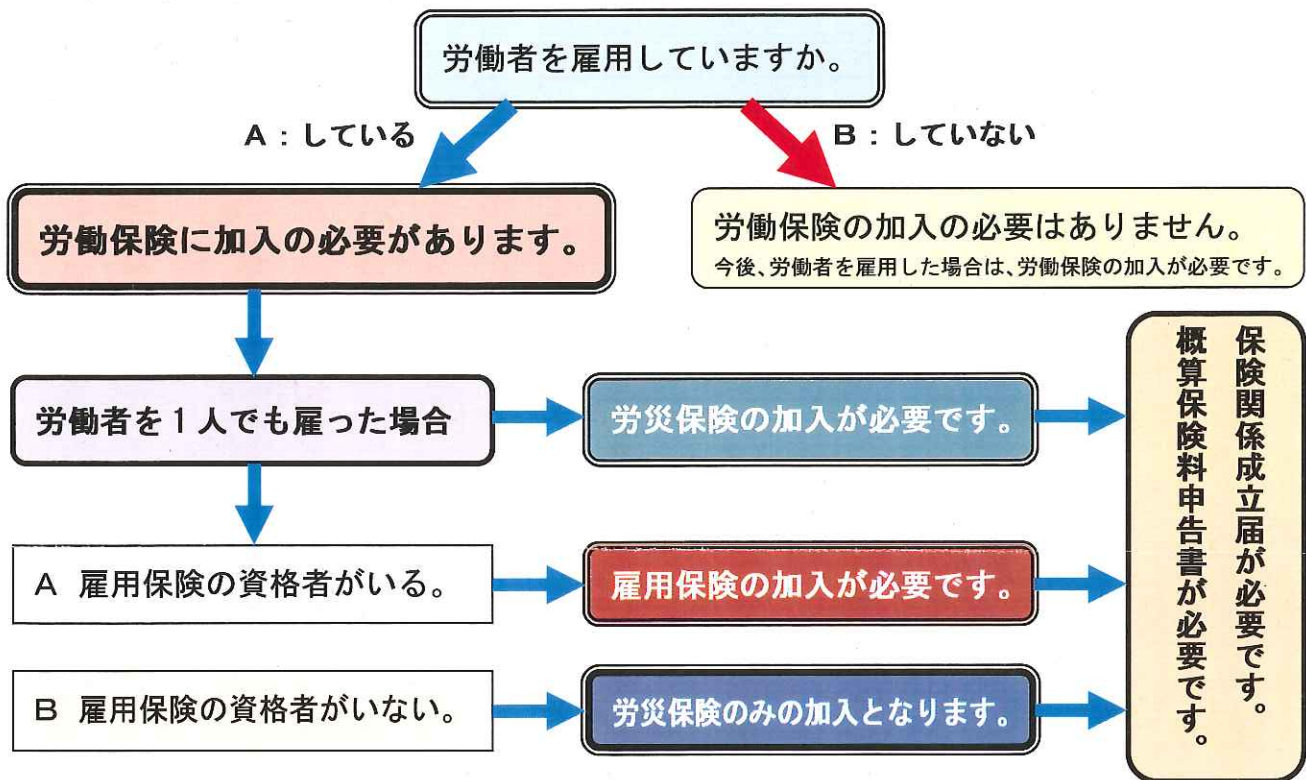 労働者を雇用していますか。
A：している
B：していない
労働保険に加入の必要があります。
労働保険の加入の必要はありません。
今後、労働者を雇用した場合は、労働保険の加入が必要です。
労働者を１人でも雇った場合
労災保険の加入が必要です。
A 雇用保険の資格者がいる。
雇用保険の加入が必要です。
B 雇用保険の資格者がいない。
労災保険のみの加入となります。
保険関係成立届が必要です。
概算保険料申告書が必要です。